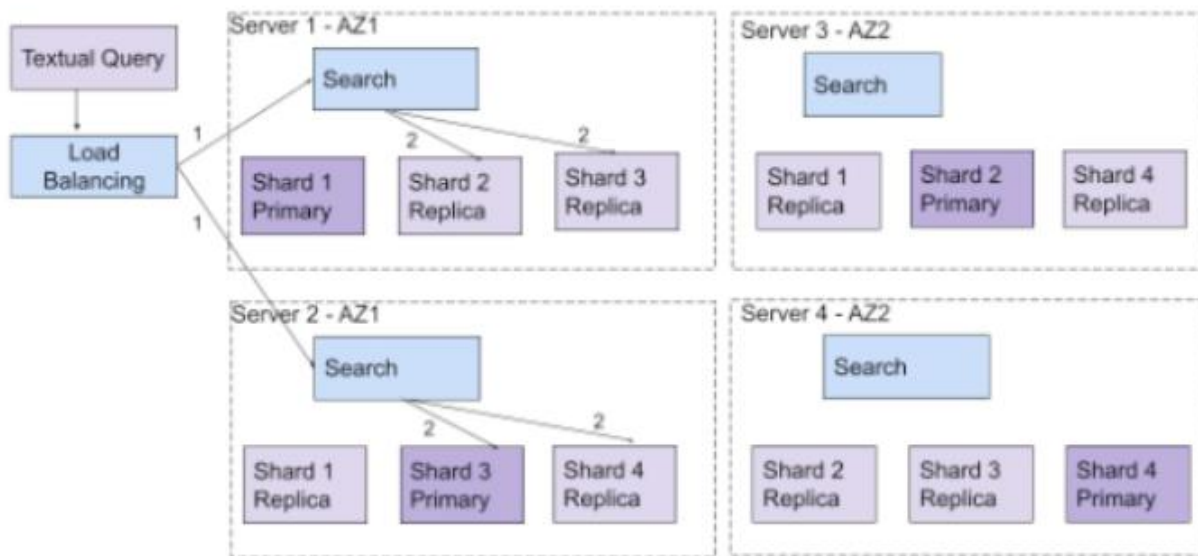 Textual Query
Load
Balancing
1
1
Server 1 - AZ1
Search
2
2
Shard 1
Primary
Shard 2
Replica
Shard 3
Replica
Server 3 - AZ2
Search
Shard 1
Replica
Shard 2
Primary
Shard 4
Replica
Server 2 - AZ1
Search
2
2
Shard 1
Replica
Shard 3
Primary
Shard 4
Replica
Server 4 - AZ2
Search
Shard 2
Replica
Shard 3
Replica
Shard 4
Primary